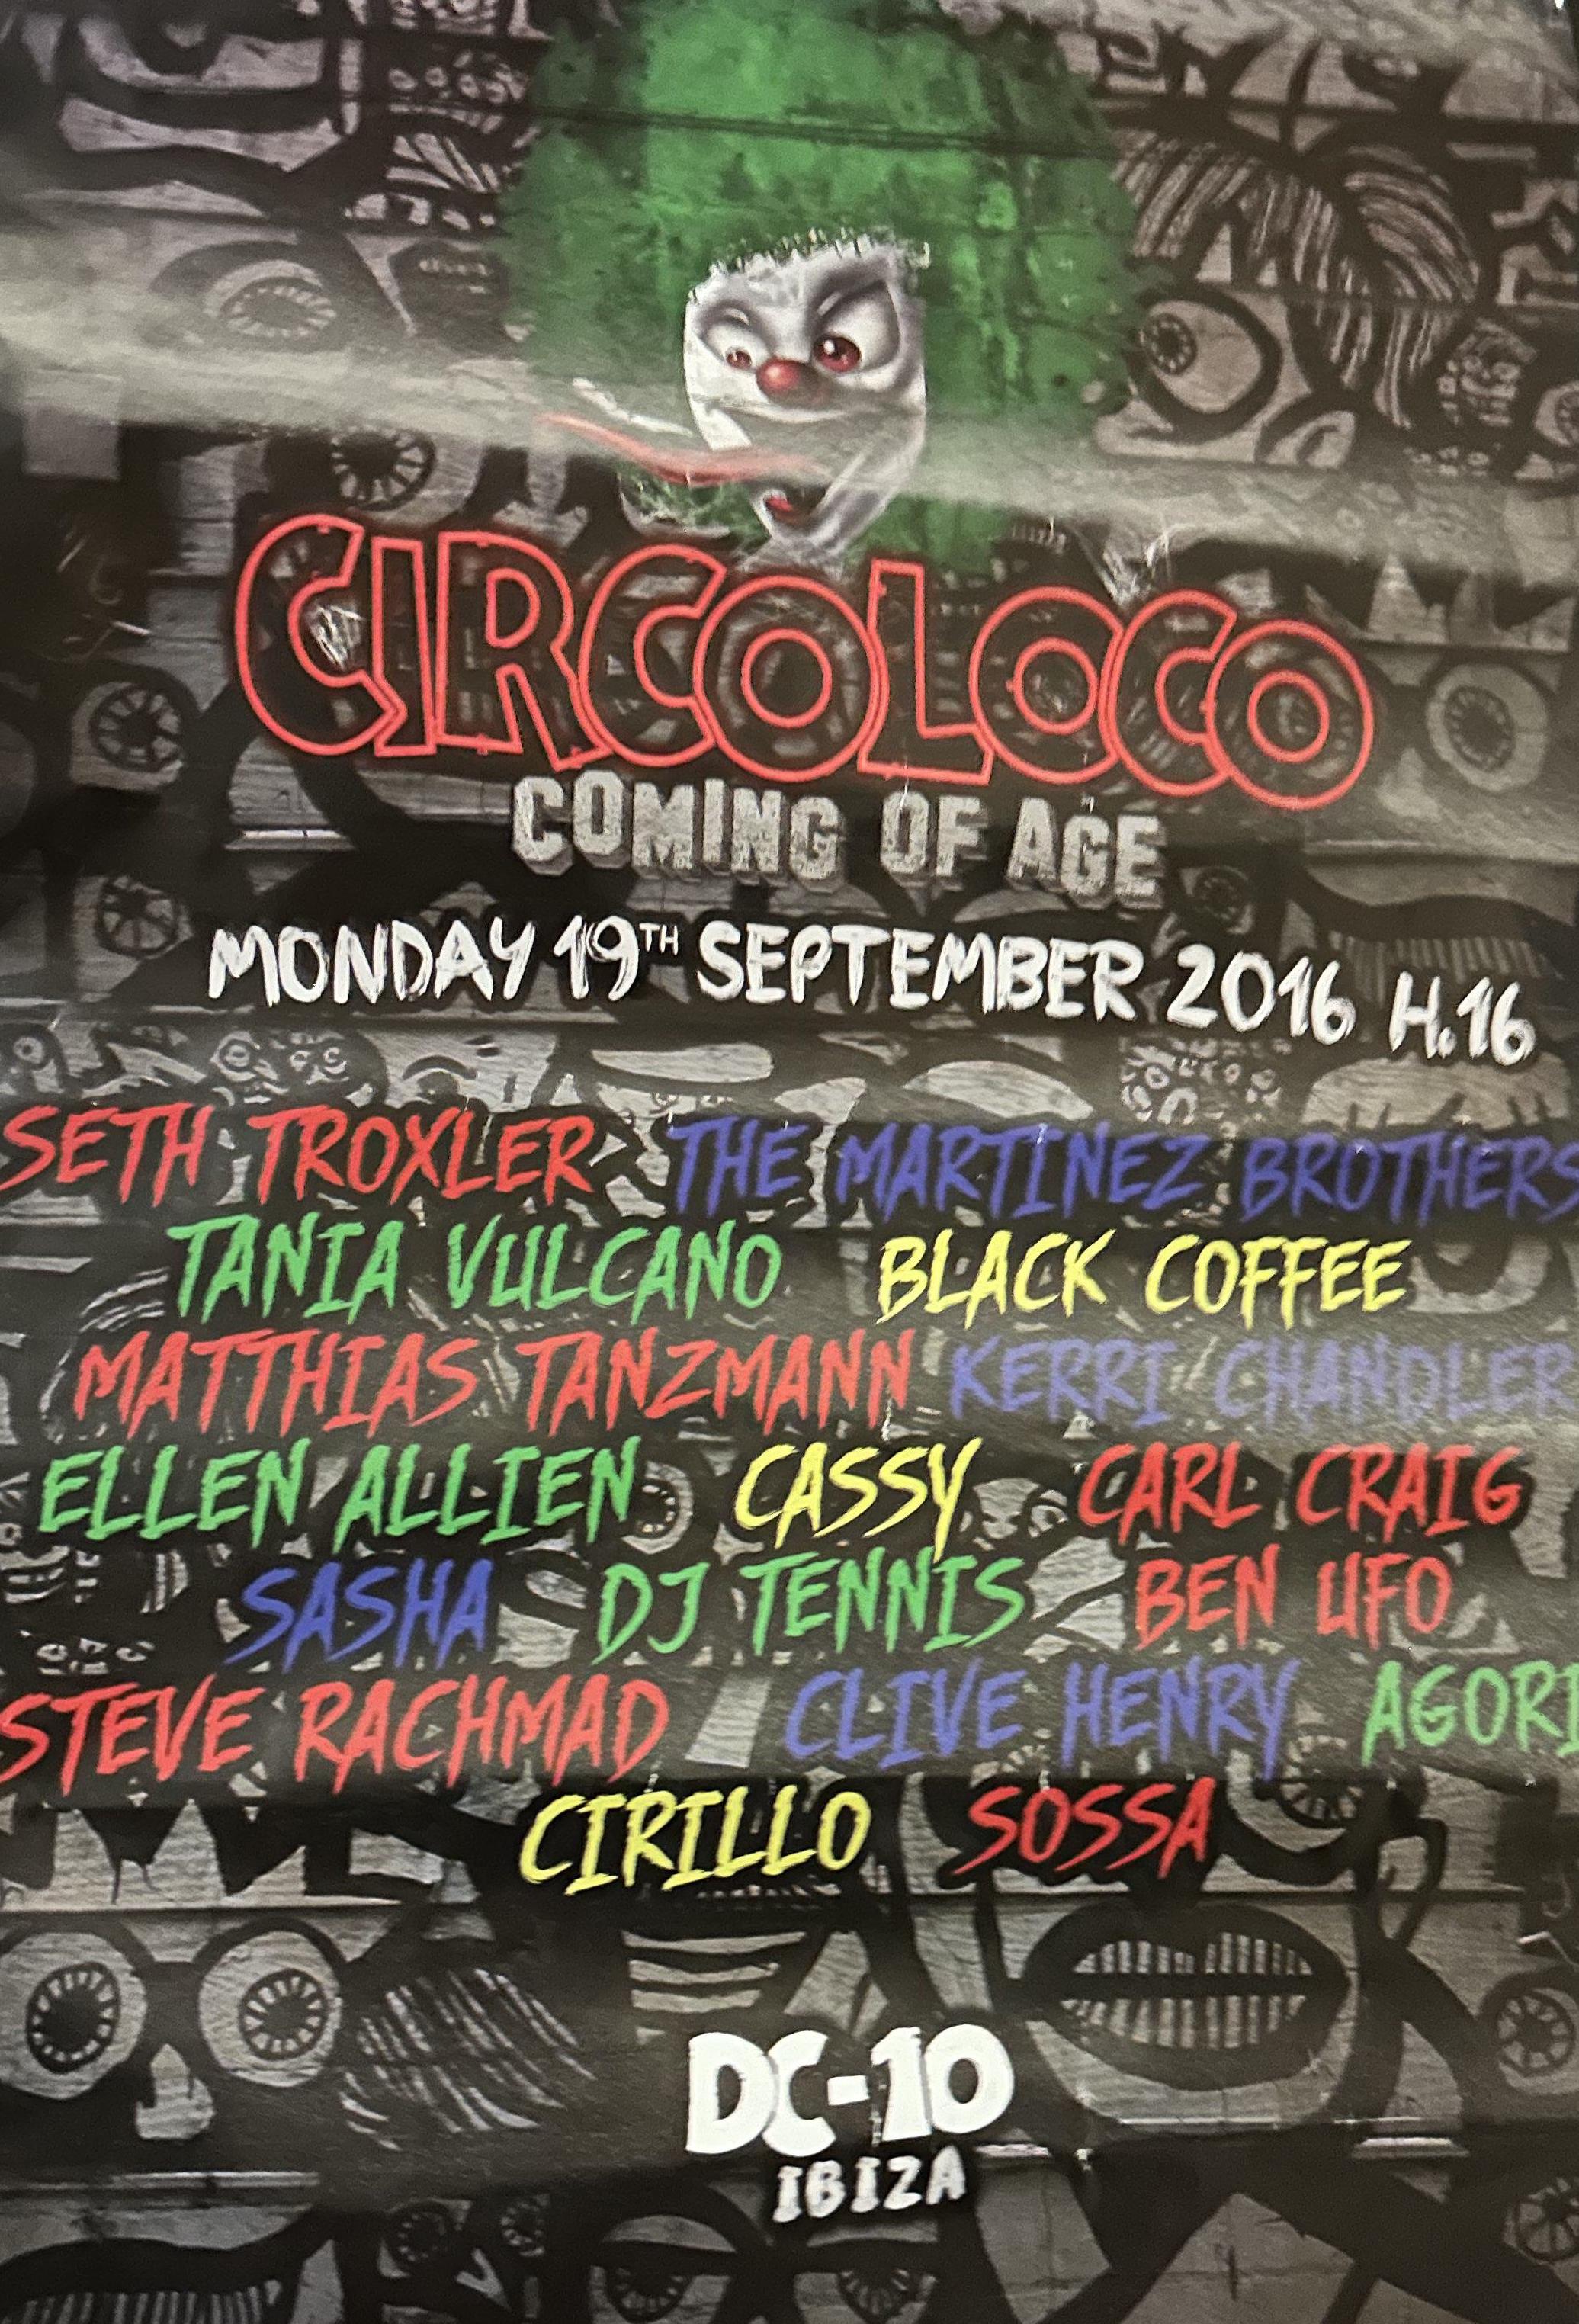 CIRCOLOCO
COMING OF AGE
MONDAY 19TH SEPTEMBER 2016 H.16
SETH TROXLER THE MARTINEZ BROTHERS
TANIA VULCANO BLACK COFFEE
MATTHIAS TANZMANN KERRI CHANDLER
ELLEN ALLIEN CASSY CARL CRAIG
SASHA DJ TENNIS BEN UFO
STEVE RACHMAD CLIVE HENRY AGORI
CIRILLO SOSSA
DC-10
IBIZA